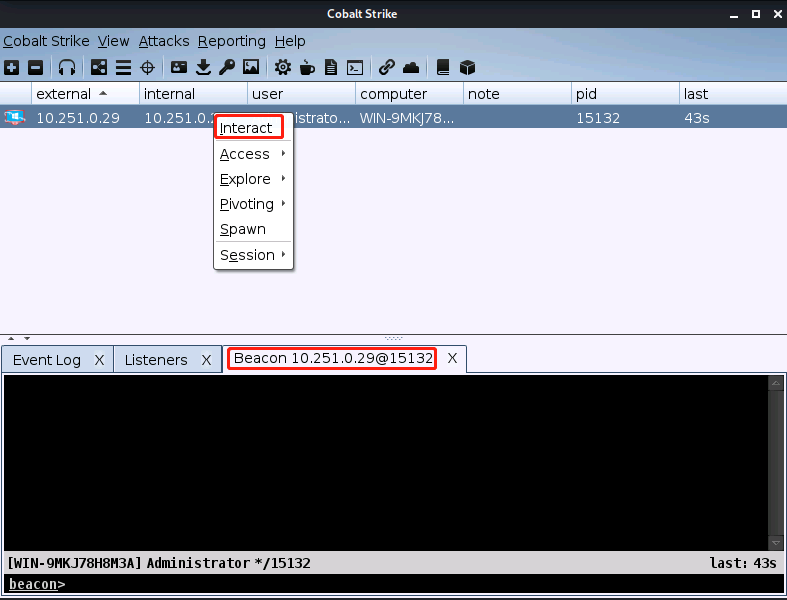 Cobalt Strike
Cobalt Strike View Attacks Reporting Help
external internal user computer note pid last
10.251.0.29 10.251.0.2 istrato... WIN-9MKJ78... 15132 43s
Interact
Access
Explore
Pivoting
Spawn
Session
Event Log X Listeners X Beacon 10.251.0.29@15132 X
[WIN-9MKJ78H8M3A] Administrator */15132 last: 43s
beacon>